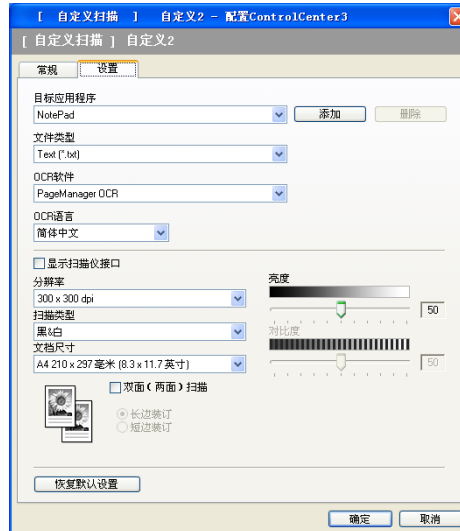 [ 自定义扫描 ] 自定义2 - 配置ControlCenter3
[ 自定义扫描 ] 自定义2
常规 设置
目标应用程序
NotePad 添加 删除
文件类型
Text (*.txt)
OCR软件
PageManager OCR
OCR语言
简体中文
显示扫描仪接口
分辨率 亮度
300 x 300 dpi 50
扫描类型 对比度
黑&白
文档尺寸
A4 210 x 297 毫米 (8.3 x 11.7 英寸) 50
双面(两面)扫描
长边装订
短边装订
恢复默认设置
确定 取消